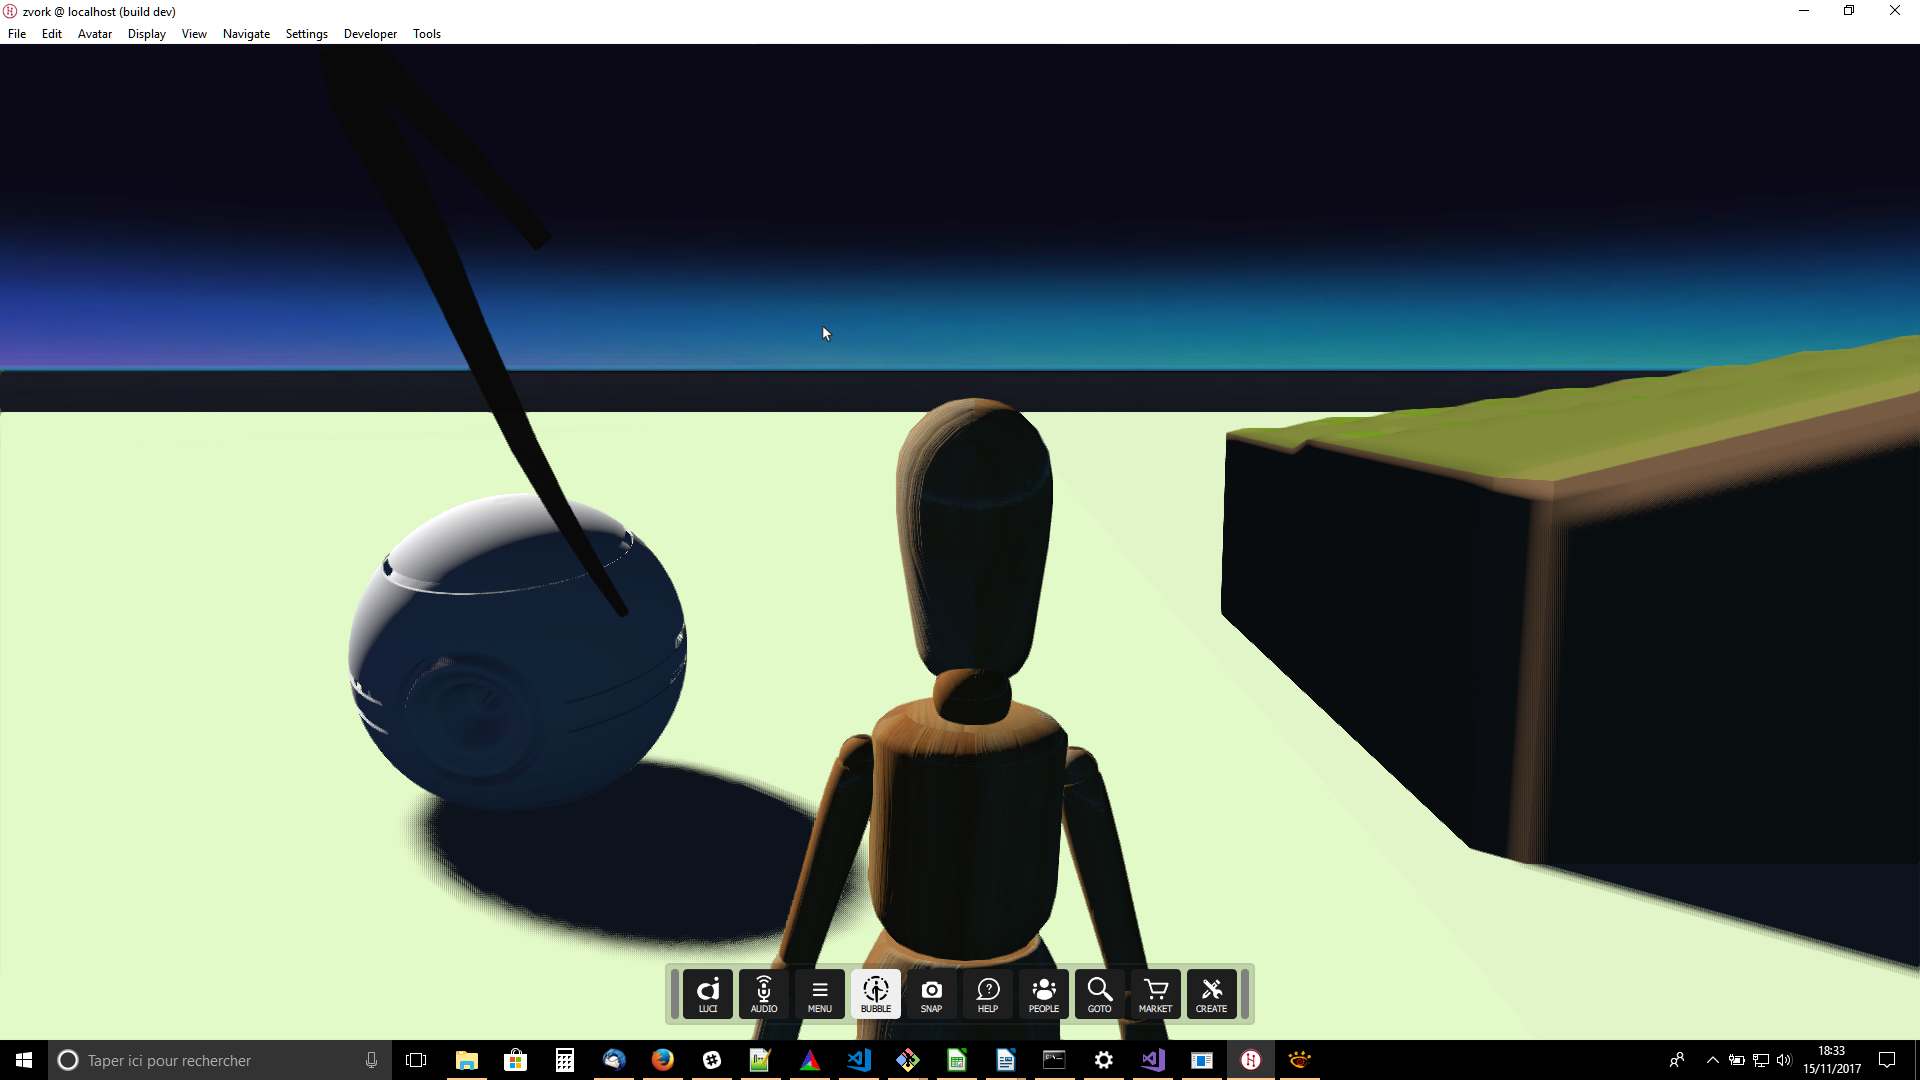 zvork @ localhost (build dev)
File Edit Avatar Display View Navigate Settings Developer Tools
LUCI AUDIO MENU BUBBLE SNAP HELP PEOPLE GOTO MARKET CREATE
Taper ici pour rechercher
18:33
15/11/2017